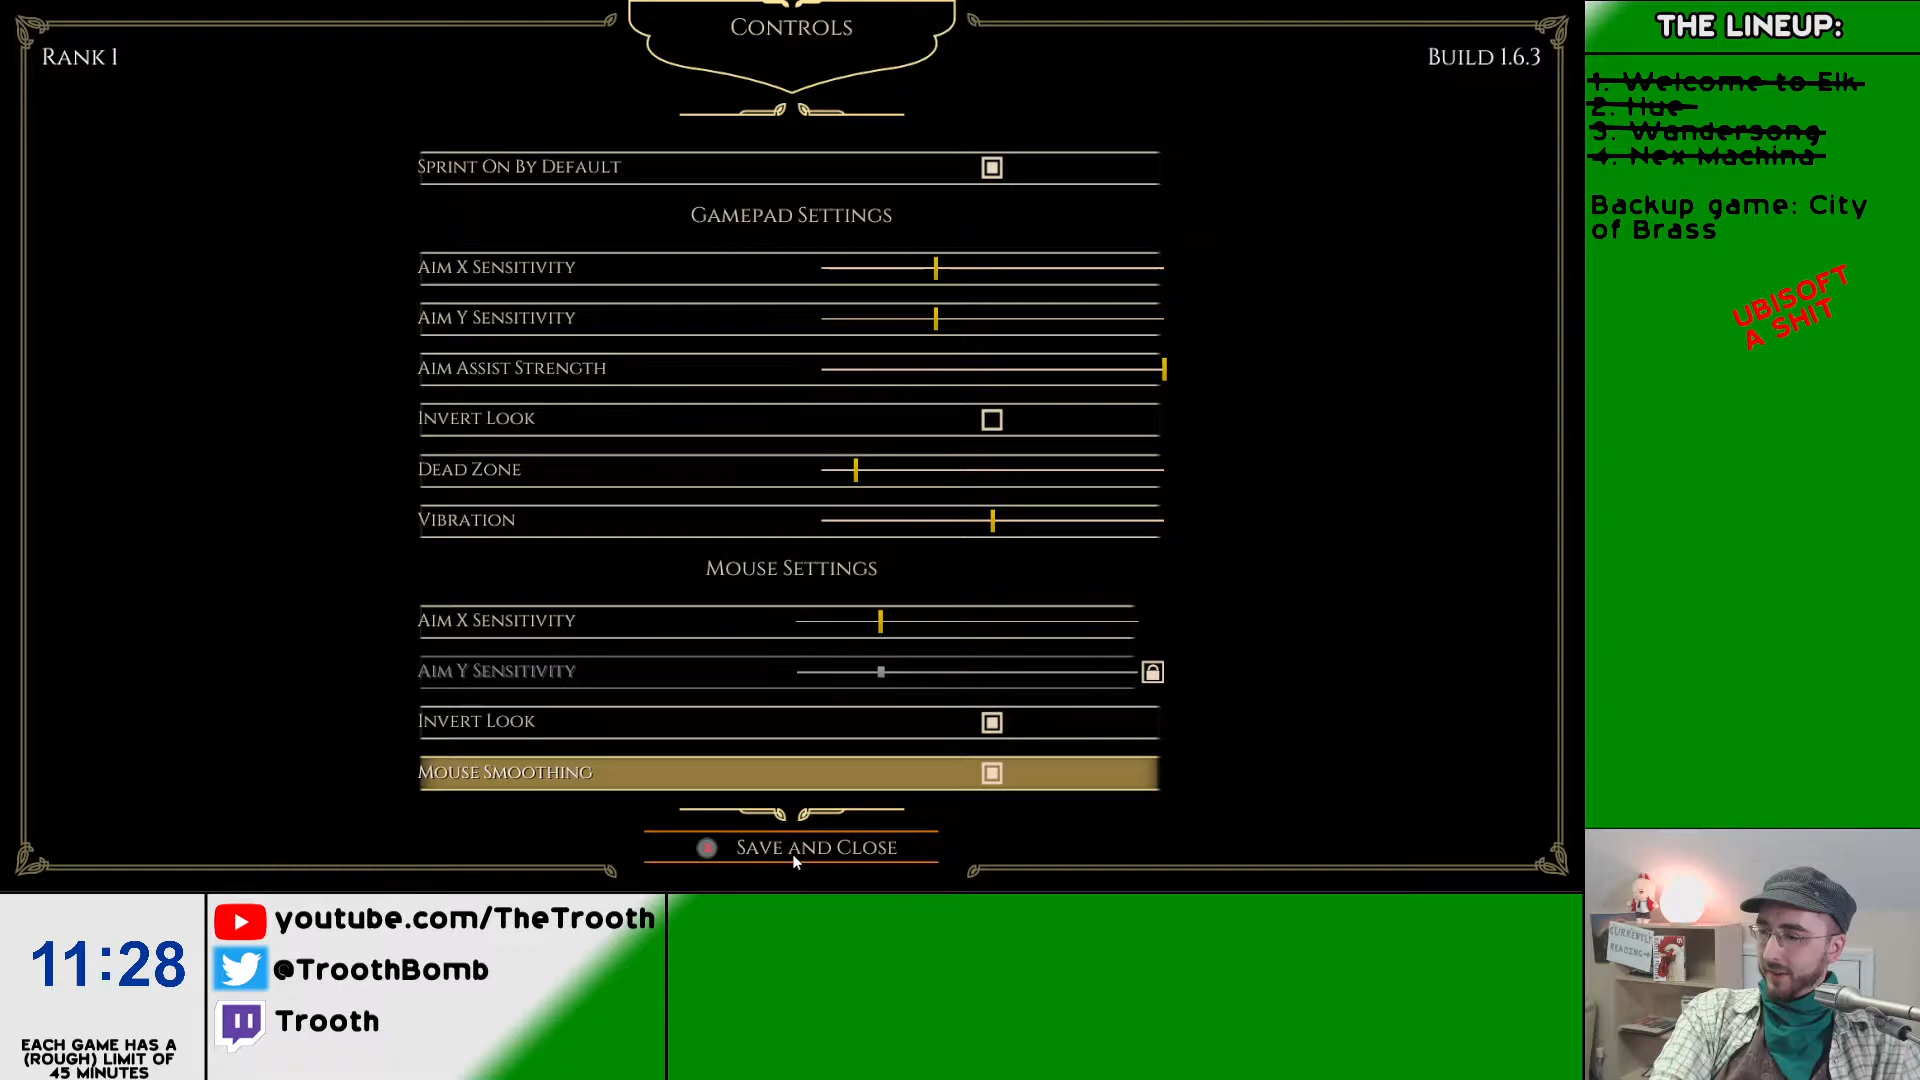 CONTROLS
RANK 1
BUILD 1.6.3
SPRINT ON BY DEFAULT
GAMEPAD SETTINGS
AIM X SENSITIVITY
AIM Y SENSITIVITY
AIM ASSIST STRENGTH
INVERT LOOK
DEAD ZONE
VIBRATION
MOUSE SETTINGS
AIM X SENSITIVITY
AIM Y SENSITIVITY
INVERT LOOK
MOUSE SMOOTHING
SAVE AND CLOSE
THE LINEUP:
1. Welcome to Elk
2. Hue
3. Wandersong
4. Nex Machina
Backup game: City
of Brass
UBISOFT
A SHIT
11:28
EACH GAME HAS A
(ROUGH) LIMIT OF
45 MINUTES
youtube.com/TheTrooth
@TroothBomb
Trooth
CURRENTLY
READING